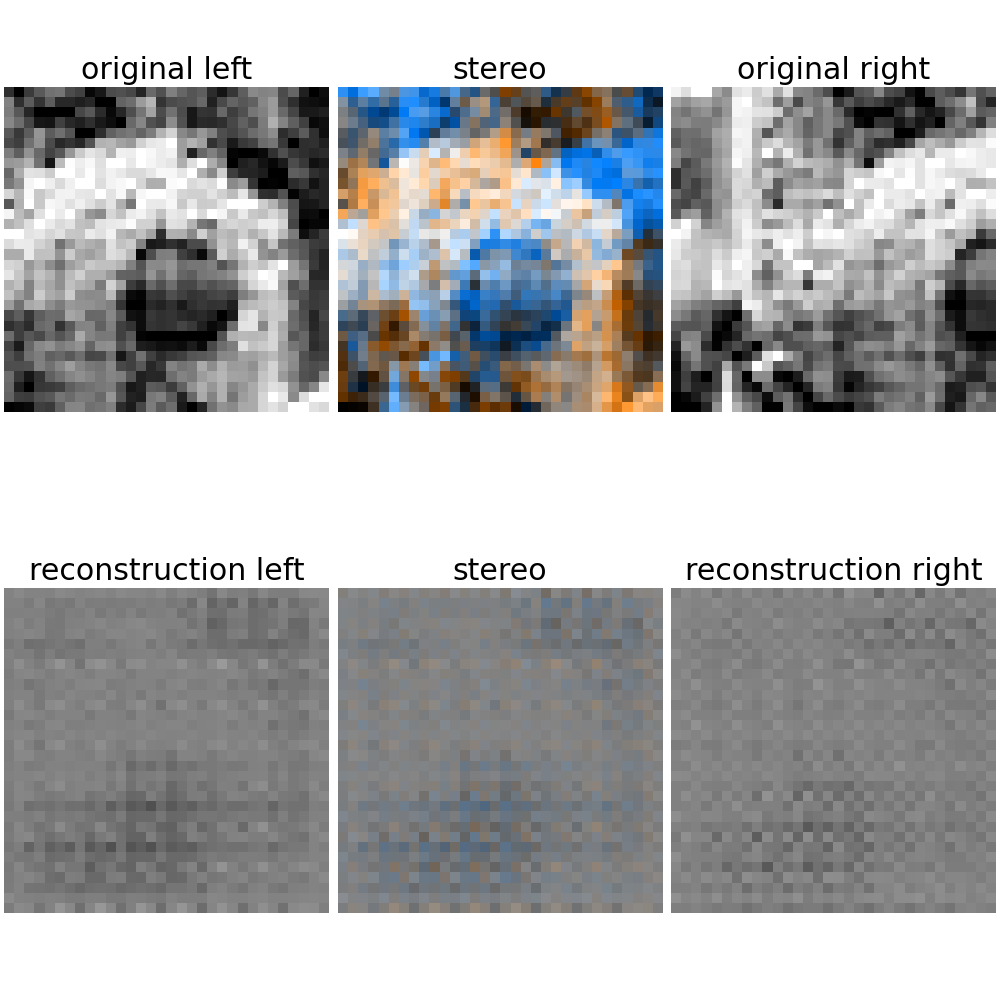 original left
stereo
original right
reconstruction left
stereo
reconstruction right